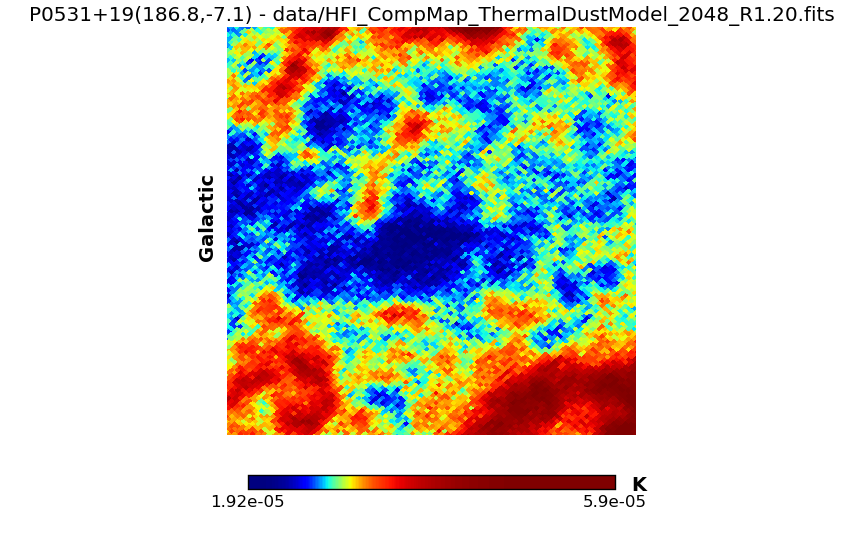 P0531+19(186.8,-7.1) - data/HFI_CompMap_ThermalDustModel_2048_R1.20.fits
Galactic
K
1.92e-05
5.9e-05